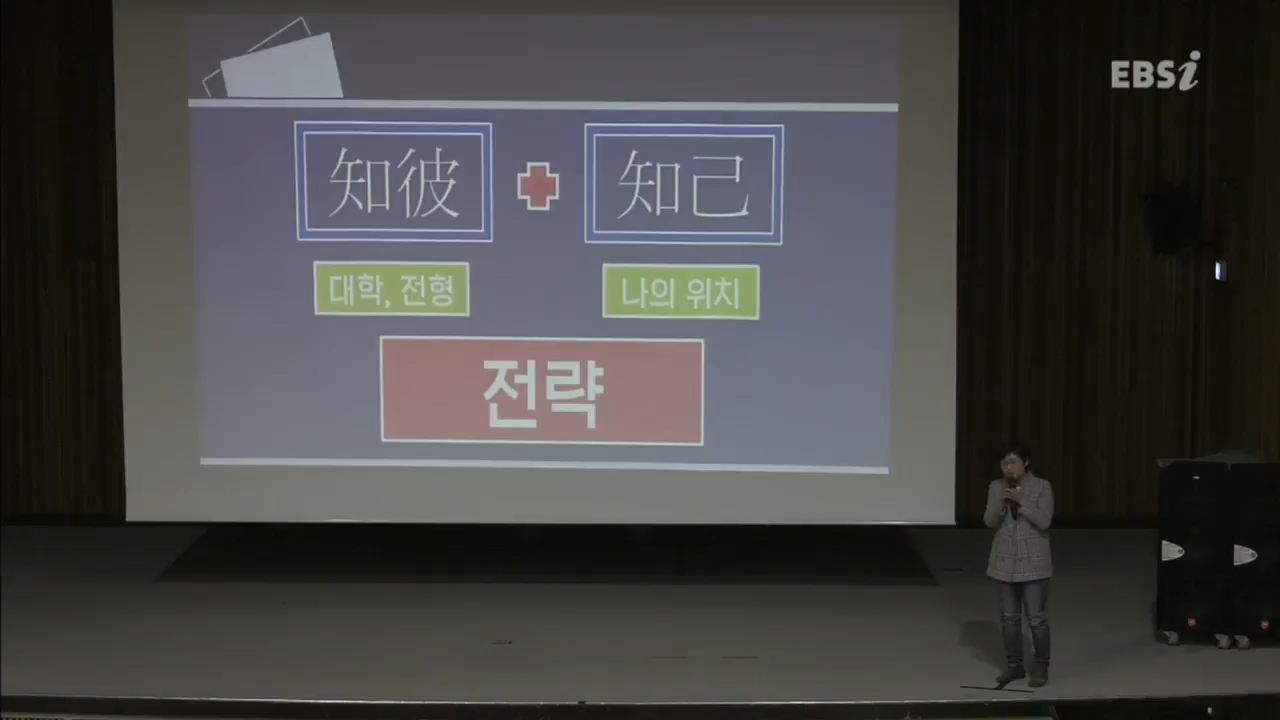 EBSi
知彼
知己
대학, 전형
나의 위치
전략